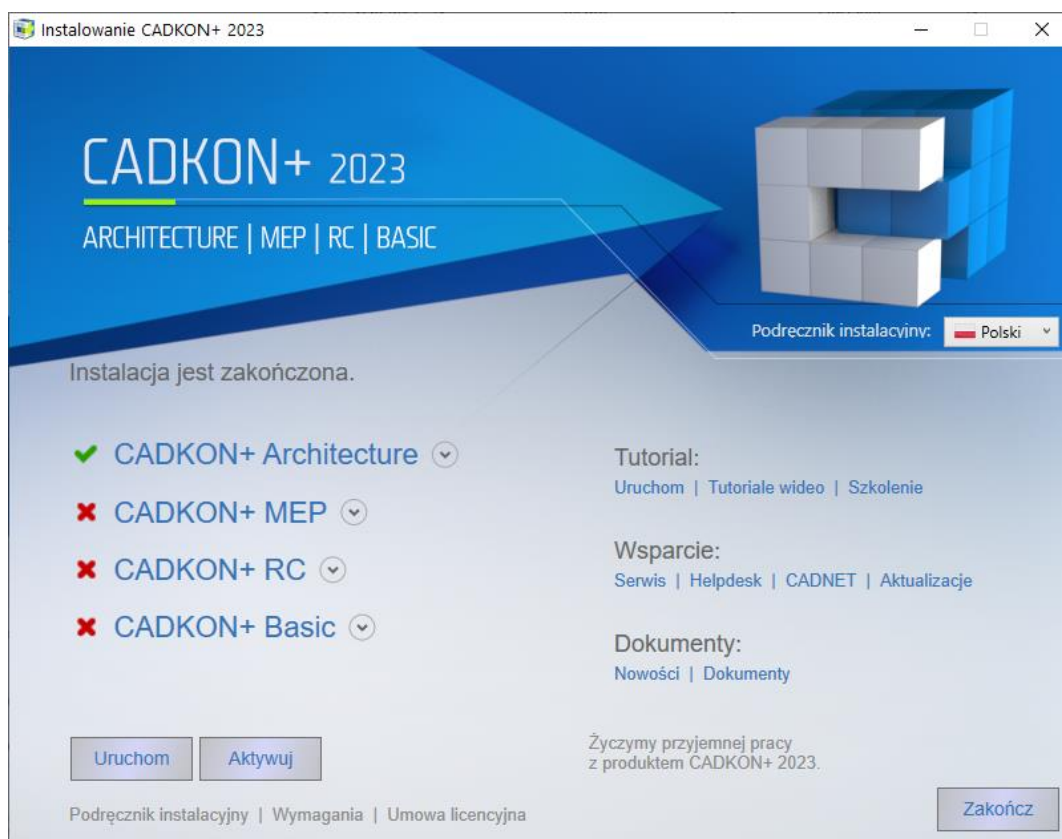 Instalowanie CADKON+ 2023
CADKON+ 2023
ARCHITECTURE | MEP | RC | BASIC
Podręcznik instalacyjny: Polski
Instalacja jest zakończona.
CADKON+ Architecture
CADKON+ MEP
CADKON+ RC
CADKON+ Basic
Tutorial:
Uruchom | Tutoriale wideo | Szkolenie
Wsparcie:
Serwis | Helpdesk | CADNET | Aktualizacje
Dokumenty:
Nowości | Dokumenty
Uruchom Aktywuj
Życzymy przyjemnej pracy
z produktem CADKON+ 2023.
Podręcznik instalacyjny | Wymagania | Umowa licencyjna
Zakończ